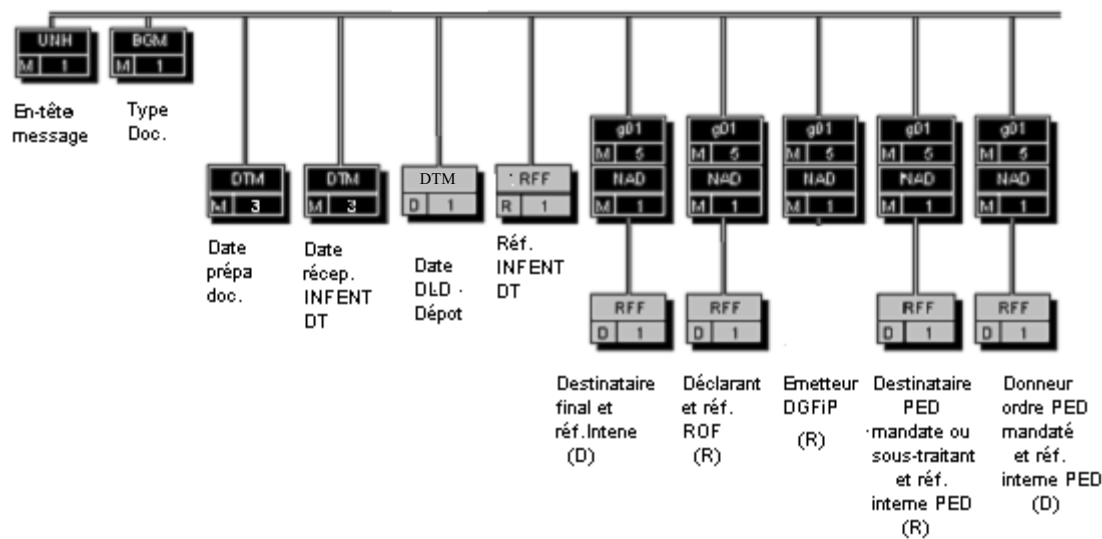 UNH
M 1
En-tête
message
BGM
M 1
Type
Doc.
DTM
M 3
Date
prépa
doc.
DTM
M 3
Date
récep.
INFENT
DT
DTM
D 1
Date
DLD -
Dépot
RFF
R 1
Réf.
INFENT
DT
g01
M 5
NAD
M 1
RFF
D 1
Destinataire
final et
réf.Intene
(D)
g01
M 5
NAD
M 1
RFF
D 1
Déclarant
et réf.
ROF
(R)
g01
M 5
NAD
M 1
Emetteur
DGFiP
(R)
g01
M 5
NAD
M 1
RFF
D 1
Destinataire
PED
mandate ou
sous-traitant
et réf.
interne PED
(R)
g01
M 5
NAD
M 1
RFF
D 1
Donneur
ordre PED
mandaté
et réf.
interne PED
(D)